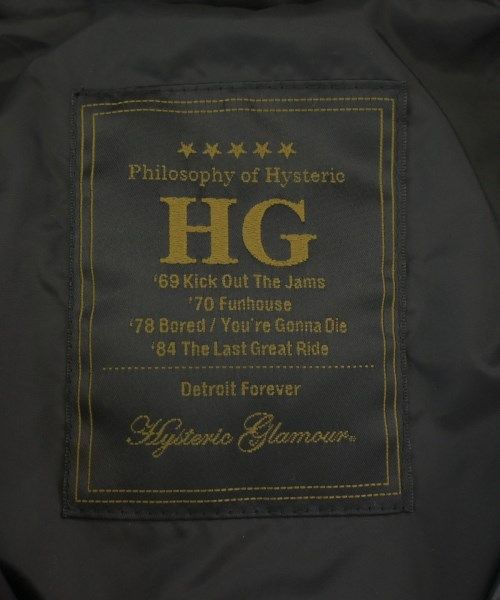 ★★★★★
Philosophy of Hysteric
HG
'69 Kick Out The Jams
'70 Funhouse
'78 Bored / You're Gonna Die
'84 The Last Great Ride
Detroit Forever
Hysteric Glamour®